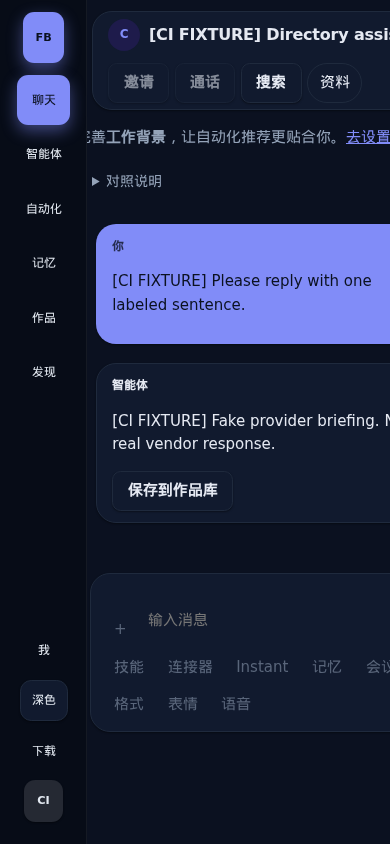 FB
聊天
智能体
自动化
记忆
作品
发现
我
深色
下载
CI
C
[CI FIXTURE] Directory assis
邀请 通话 搜索 资料
善工作背景，让自动化推荐更贴合你。去设置
▶ 对照说明
你
[CI FIXTURE] Please reply with one
labeled sentence.
智能体
[CI FIXTURE] Fake provider briefing. N
real vendor response.
保存到作品库
+ 输入消息
技能 连接器 Instant 记忆 会
格式 表情 语音